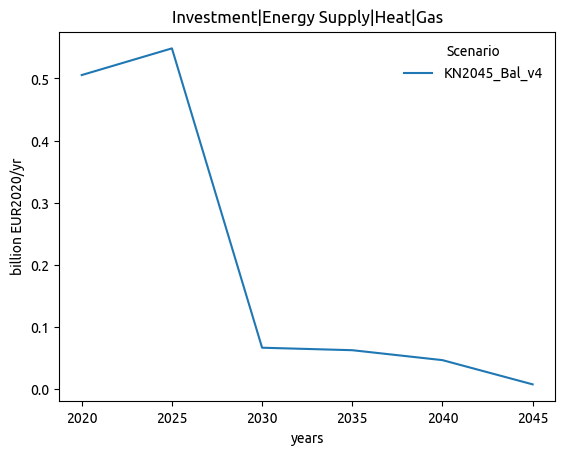 Investment|Energy Supply|Heat|Gas
Scenario
KN2045_Bal_v4
billion EUR2020/yr
0.5
0.4
0.3
0.2
0.1
0.0
2020 2025 2030 2035 2040 2045
years